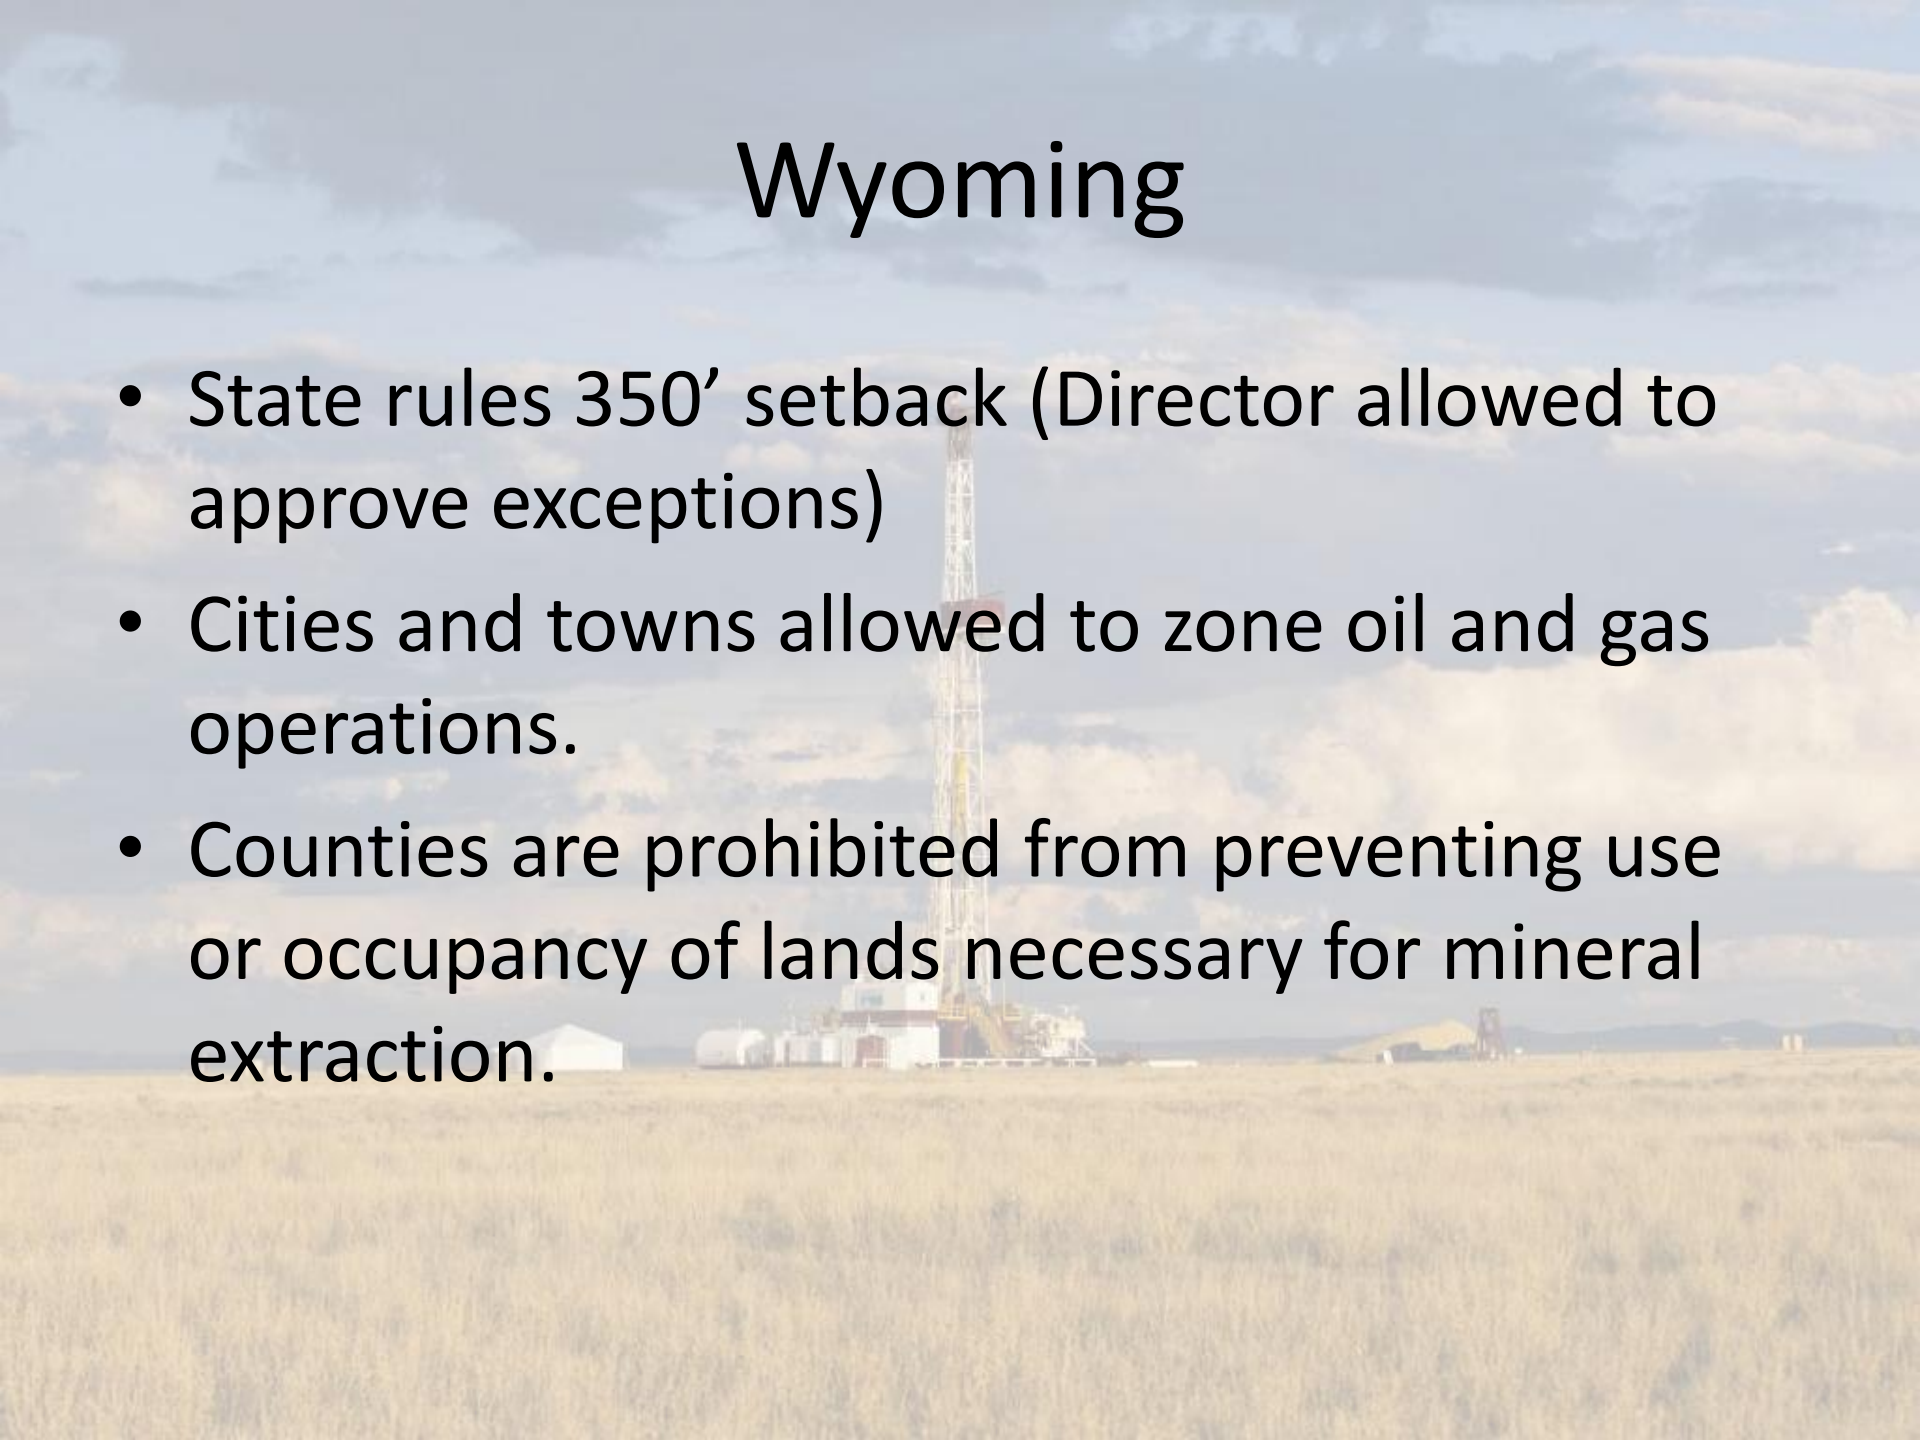 Wyoming
• State rules 350’ setback (Director allowed to
approve exceptions)
• Cities and towns allowed to zone oil and gas
operations.
• Counties are prohibited from preventing use
or occupancy of lands necessary for mineral
extraction.